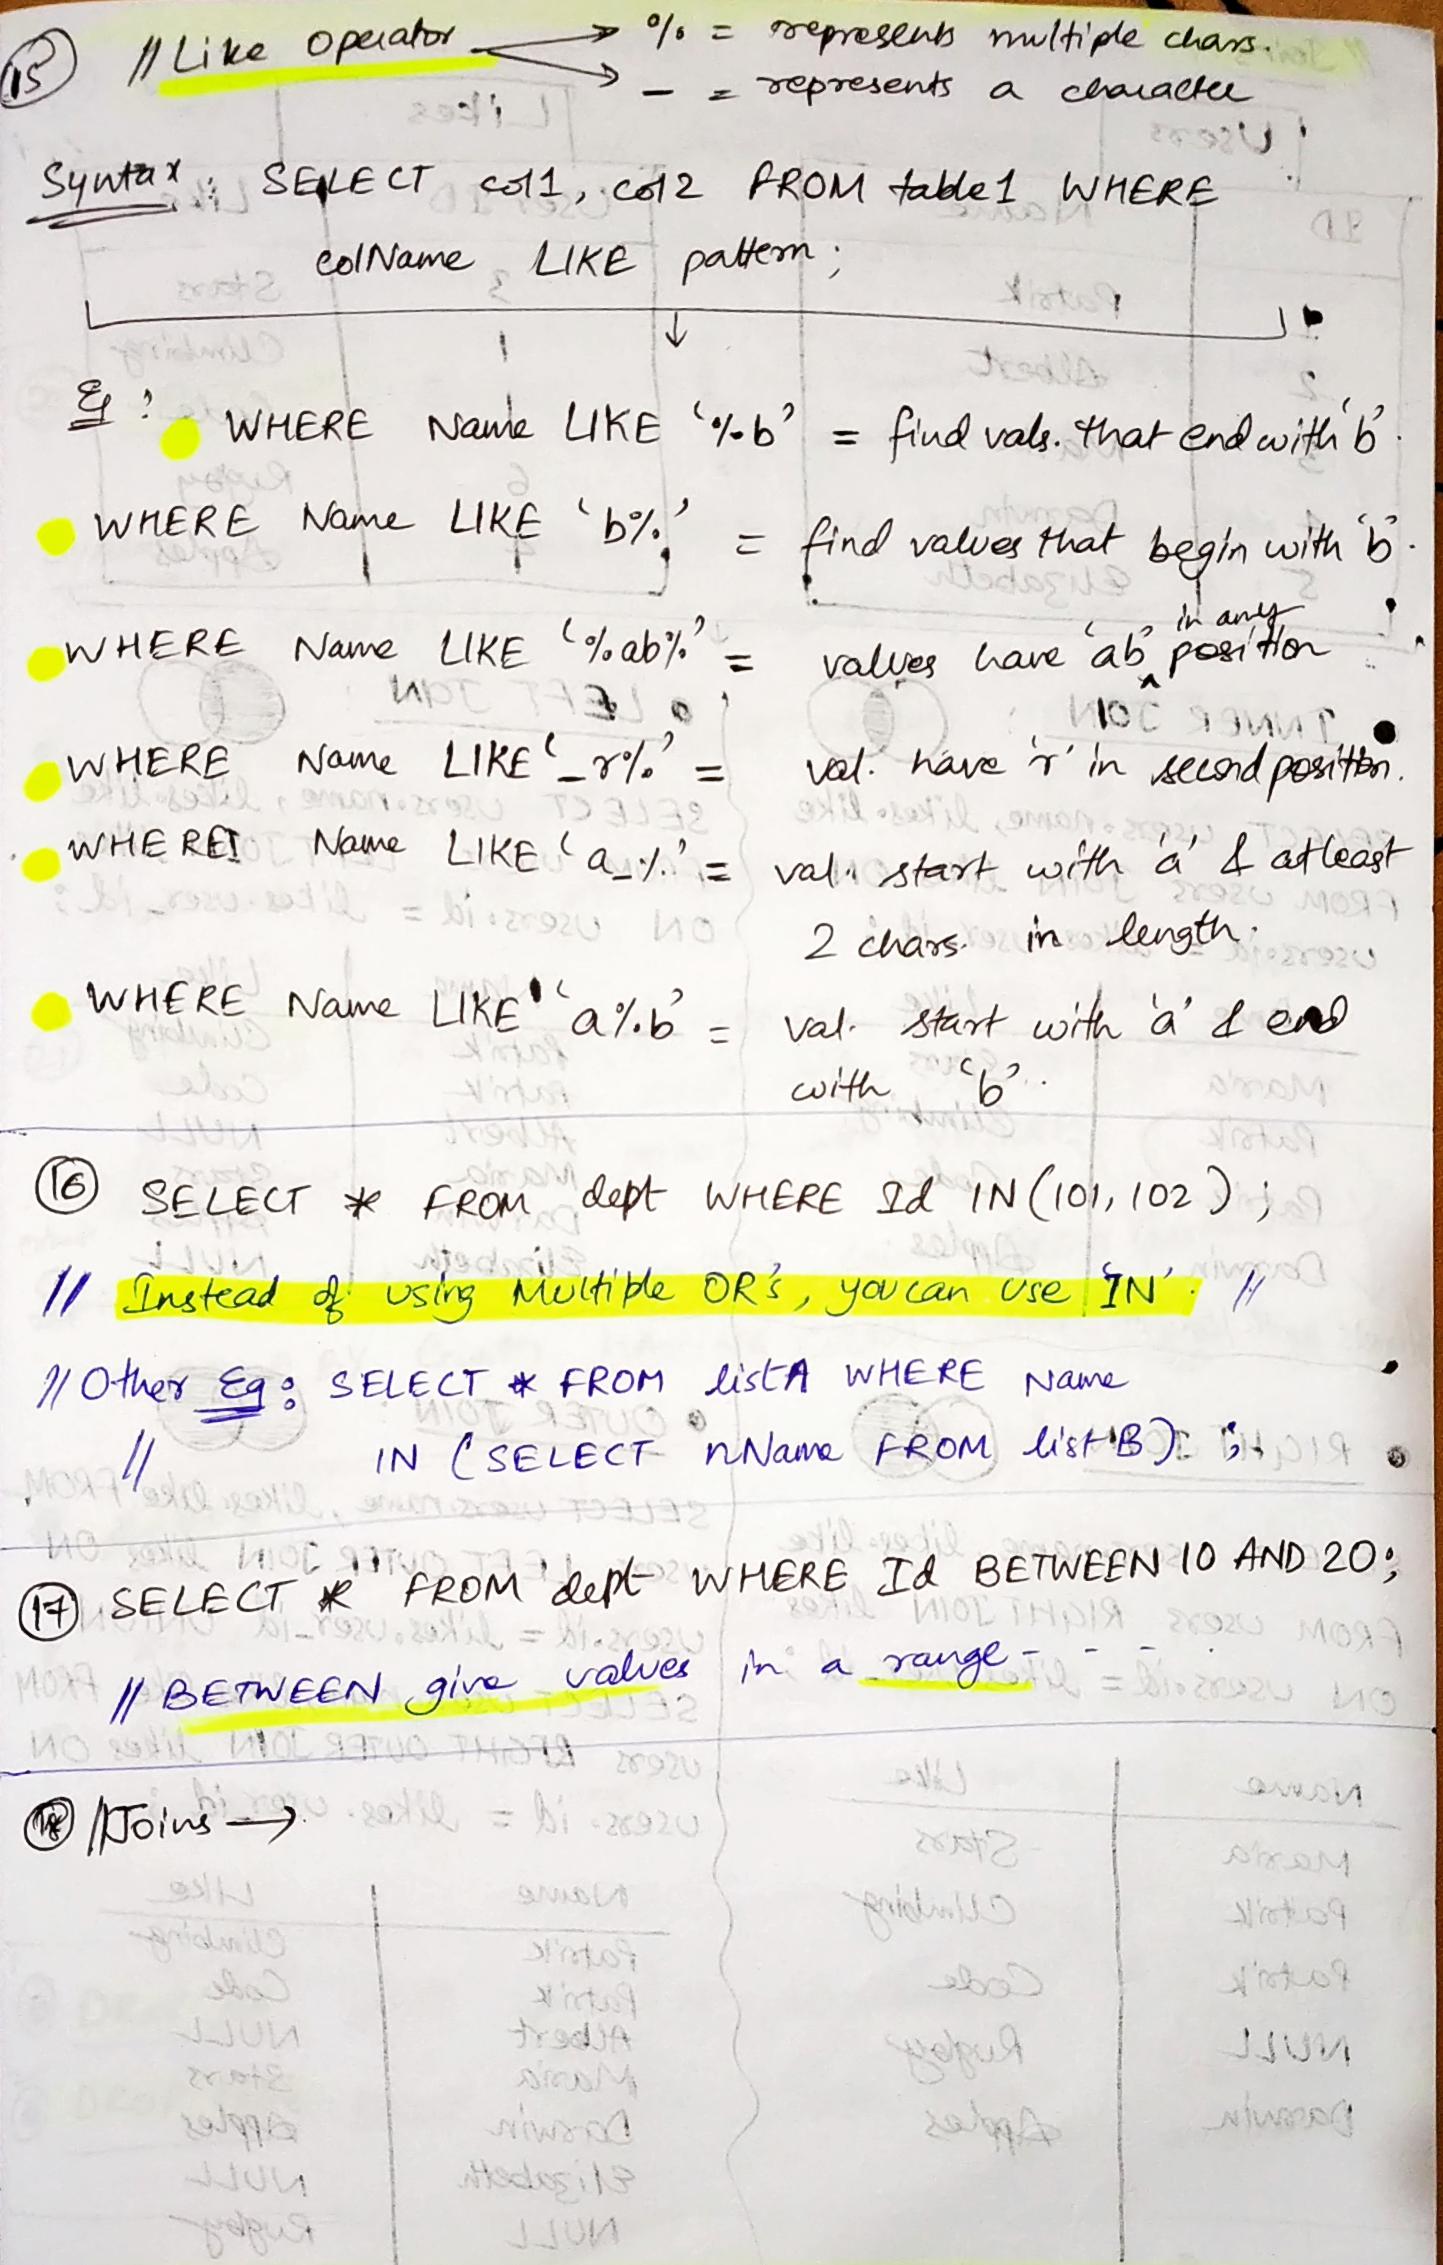 15 // Like Operator → % = represents multiple chars.
→ _ = represents a character
Syntax : SELECT col1, col2 FROM table1 WHERE
colName LIKE pattern ;
Eg : WHERE Name LIKE '%b' = find vals. that end with 'b'.
WHERE Name LIKE 'b%' = find values that begin with 'b'.
WHERE Name LIKE '%ab%' = values have 'ab' in any position
WHERE Name LIKE '_r%' = val. have 'r' in second position.
WHERE Name LIKE 'a_%' = val. start with 'a' & atleast
2 chars. in length.
WHERE Name LIKE 'a%b' = val. start with 'a' & end
with 'b'.
16 SELECT * FROM dept WHERE Id IN (101, 102) ;
// Instead of using Multiple OR's, you can use 'IN'. //
// Other Eg : SELECT * FROM listA WHERE Name
// IN (SELECT nName FROM listB) ;
17 SELECT * FROM dept WHERE Id BETWEEN 10 AND 20;
// BETWEEN give values in a range - - - .
18 // Joins →